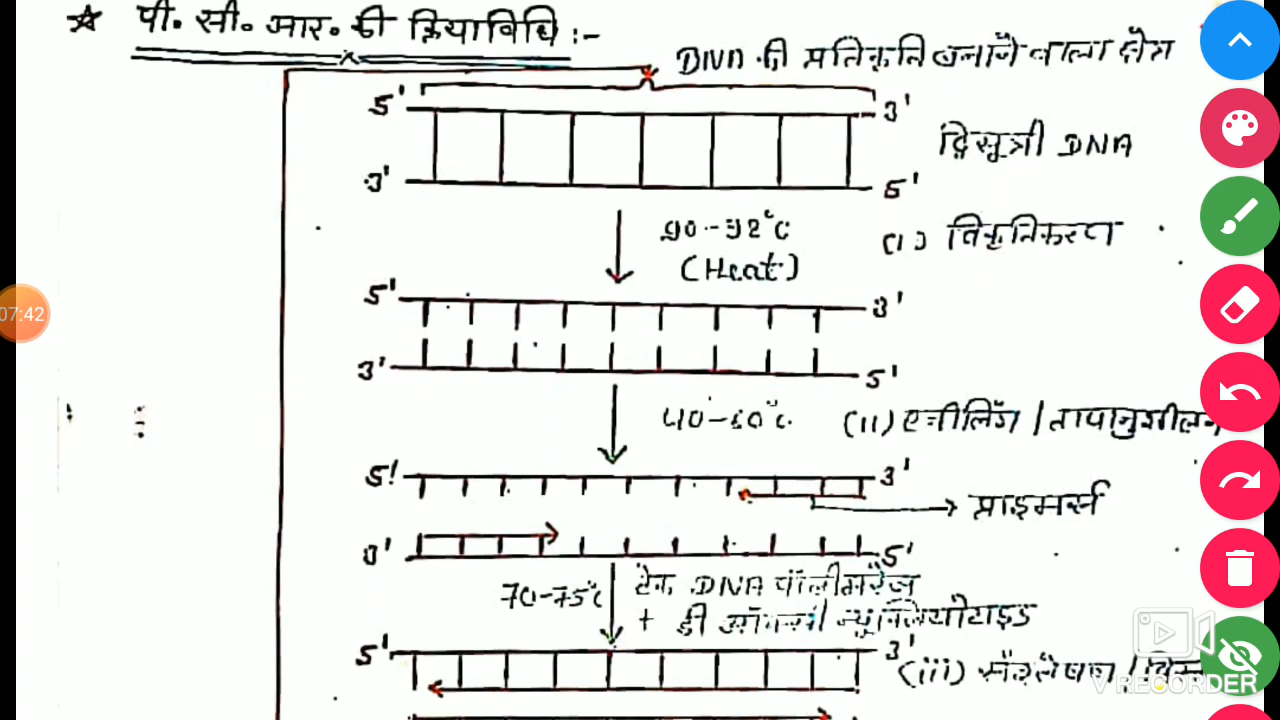 ☆ पी. सी. आर. की क्रियाविधि :-
DNA की प्रतिकृति बनाने वाला क्षेत्र
5' 3'
द्विसूत्री DNA
3' 5'
90-92°C (i) विकृतिकरण
(Heat)
5' 3'
07:42
3' 5'
40-60°C (ii) एनीलिंग / तापानुशीलन
5' 3'
प्राइमर्स
3' 5'
70-75°C टेक DNA पॉलीमरेज
+ डी ऑक्सी न्यूक्लियोटाइड
5' 3'
(iii) संश्लेषण /
V RECORDER